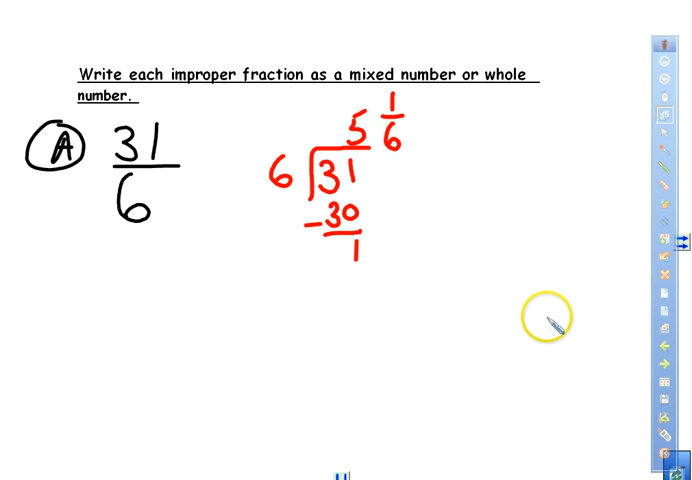 Write each improper fraction as a mixed number or whole
number.
A 31/6
5 1/6
6 31
-30
1